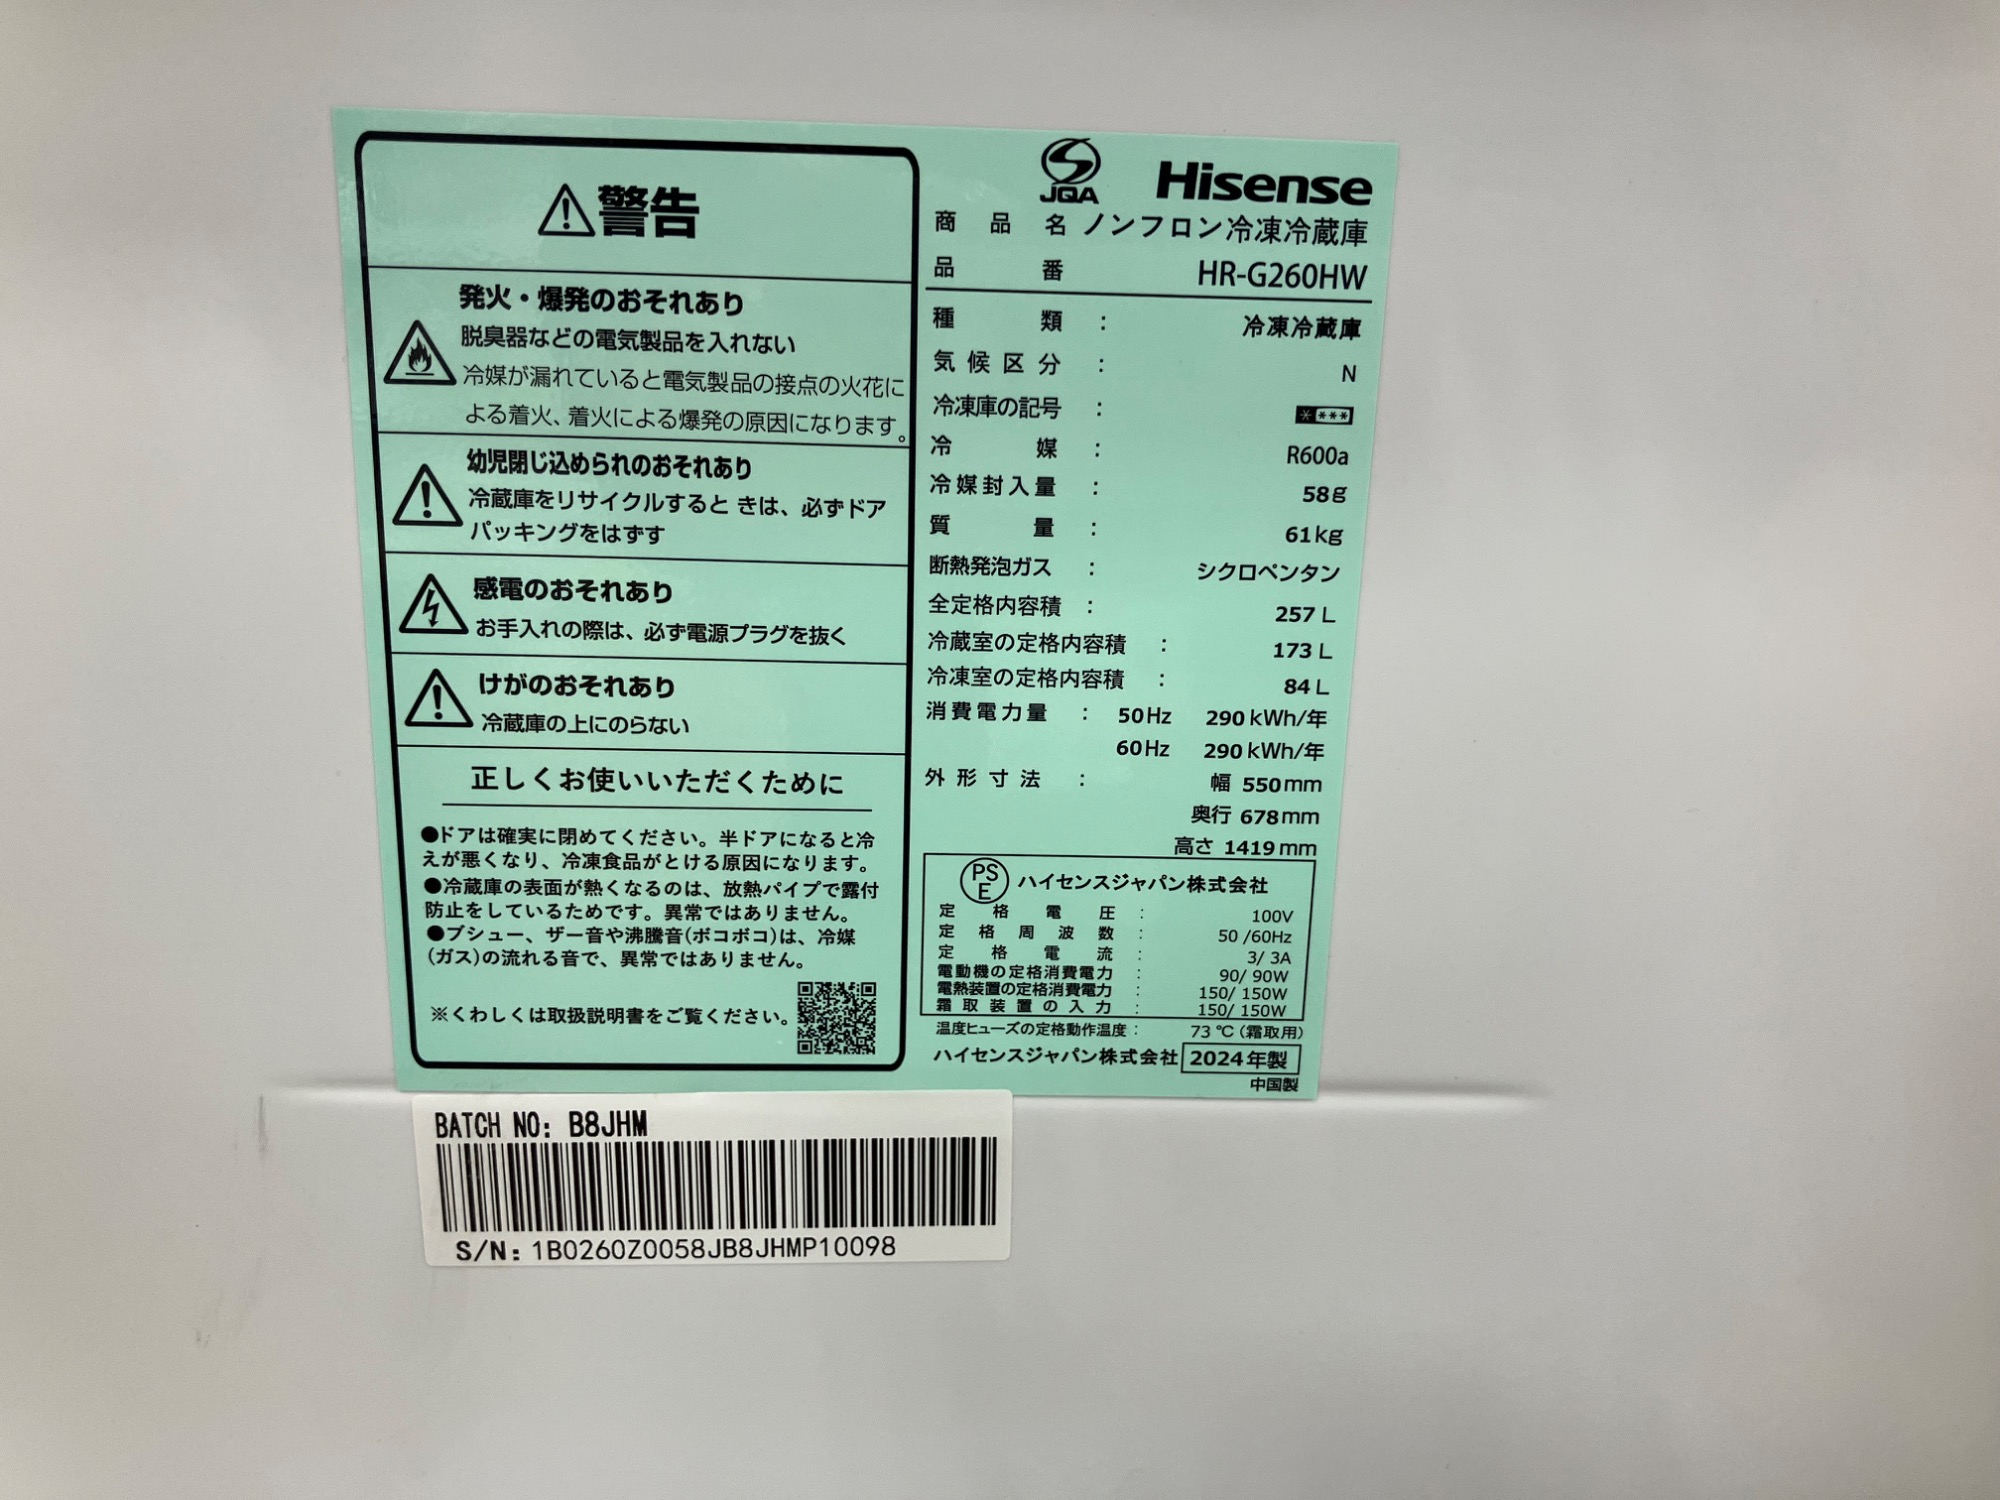 警告
発火・爆発のおそれあり
脱臭器などの電気製品を入れない
冷媒が漏れていると電気製品の接点の火花に
よる着火、着火による爆発の原因になります。
幼児閉じ込められのおそれあり
冷蔵庫をリサイクルすると きは、必ずドア
パッキングをはずす
感電のおそれあり
お手入れの際は、必ず電源プラグを抜く
けがのおそれあり
冷蔵庫の上にのらない
正しくお使いいただくために
●ドアは確実に閉めてください。半ドアになると冷
えが悪くなり、冷凍食品がとける原因になります。
●冷蔵庫の表面が熱くなるのは、放熱パイプで露付
防止をしているためです。異常ではありません。
●ブシュー、ザー音や沸騰音(ボコボコ)は、冷媒
(ガス)の流れる音で、異常ではありません。
※くわしくは取扱説明書をご覧ください。
JQA Hisense
商品名 ノンフロン冷凍冷蔵庫
品番 HR-G260HW
種類 : 冷凍冷蔵庫
気候区分 : N
冷凍庫の記号 : ****
冷媒 : R600a
冷媒封入量 : 58g
質量 : 61kg
断熱発泡ガス : シクロペンタン
全定格内容積 : 257 L
冷蔵室の定格内容積 : 173 L
冷凍室の定格内容積 : 84 L
消費電力量 : 50Hz 290 kWh/年
60Hz 290 kWh/年
外形寸法 : 幅 550mm
奥行 678mm
高さ 1419mm
PSE ハイセンスジャパン株式会社
定格電圧 : 100V
定格周波数 : 50 /60Hz
定格電流 : 3/ 3A
電動機の定格消費電力 : 90/ 90W
電熱装置の定格消費電力 : 150/ 150W
霜取装置の入力 : 150/ 150W
温度ヒューズの定格動作温度 : 73 ℃ (霜取用)
ハイセンスジャパン株式会社 2024年製
中国製
BATCH NO: B8JHM
S/N: 1B0260Z0058JB8JHMP10098